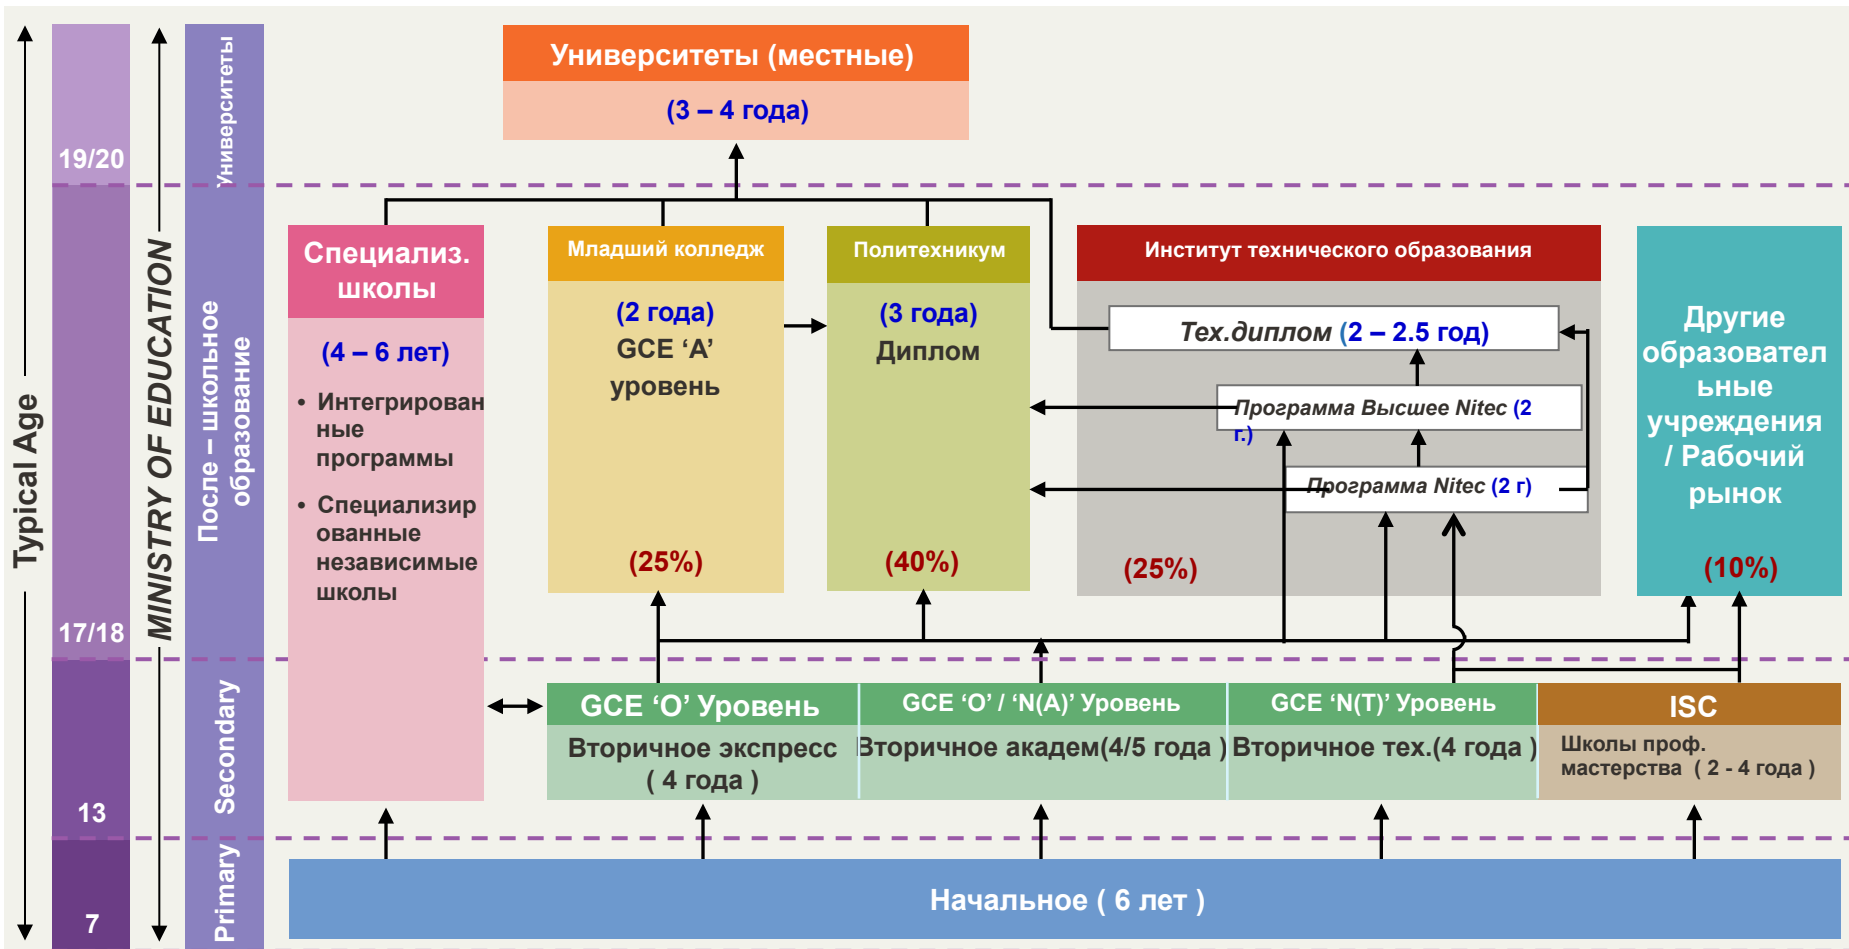 Typical Age
19/20
17/18
13
7
MINISTRY OF EDUCATION
Университеты
После – школьное
образование
Secondary
Primary
Университеты (местные)
(3 – 4 года)
Специализ.
школы
(4 – 6 лет)
• Интегрирован
ные
программы
• Специализир
ованные
независимые
школы
Младший колледж
(2 года)
GCE ‘A’
уровень
(25%)
Политехникум
(3 года)
Диплом
(40%)
Институт технического образования
Тех.диплом (2 – 2.5 год)
Программа Высшее Nitec (2
г.)
Программа Nitec (2 г)
(25%)
Другие
образовател
ьные
учреждения
/ Рабочий
рынок
(10%)
GCE ‘O’ Уровень
Вторичное экспресс
( 4 года )
GCE ‘O’ / ‘N(A)’ Уровень
Вторичное академ(4/5 года )
GCE ‘N(T)’ Уровень
Вторичное тех.(4 года )
ISC
Школы проф.
мастерства ( 2 - 4 года )
Начальное ( 6 лет )